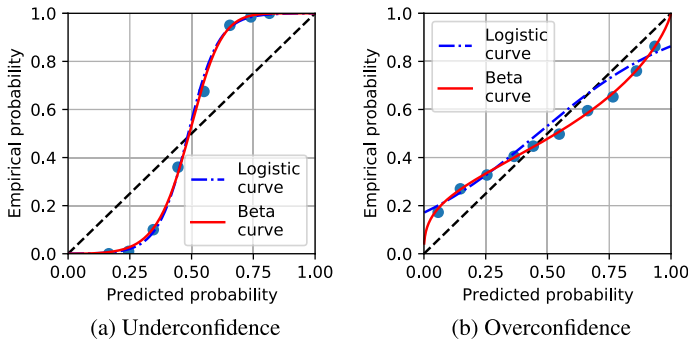 1.0
0.8
0.6
0.4
0.2
0.0
Empirical probability
Logistic
curve
Beta
curve
0.00 0.25 0.50 0.75 1.00
Predicted probability
(a) Underconfidence
1.0
0.8
0.6
0.4
0.2
0.0
Empirical probability
Logistic
curve
Beta
curve
0.00 0.25 0.50 0.75 1.00
Predicted probability
(b) Overconfidence